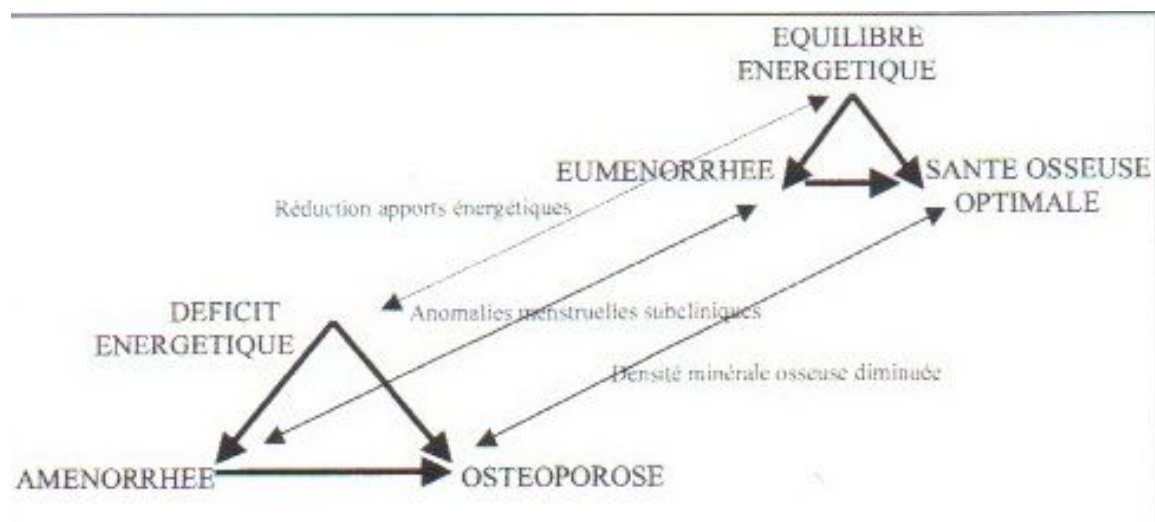 EQUILIBRE
ENERGETIQUE
EUMENORRHEE
SANTE OSSEUSE
OPTIMALE
Réduction apports énergétiques
DEFICIT
ENERGETIQUE
Anomalies menstruelles subcliniques
Densité minérale osseuse diminuée
AMENORRHEE
OSTEOPOROSE